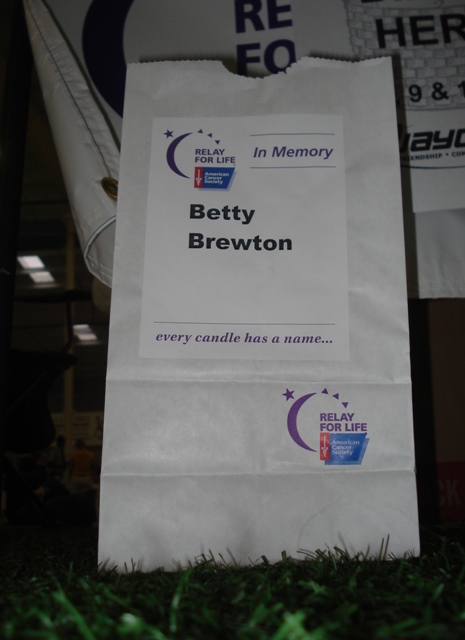 RE
FO
HER
9 & 1
RELAY
FOR LIFE
American
Cancer
Society
In Memory
Betty
Brewton
every candle has a name...
RELAY
FOR LIFE
American
Cancer
Society